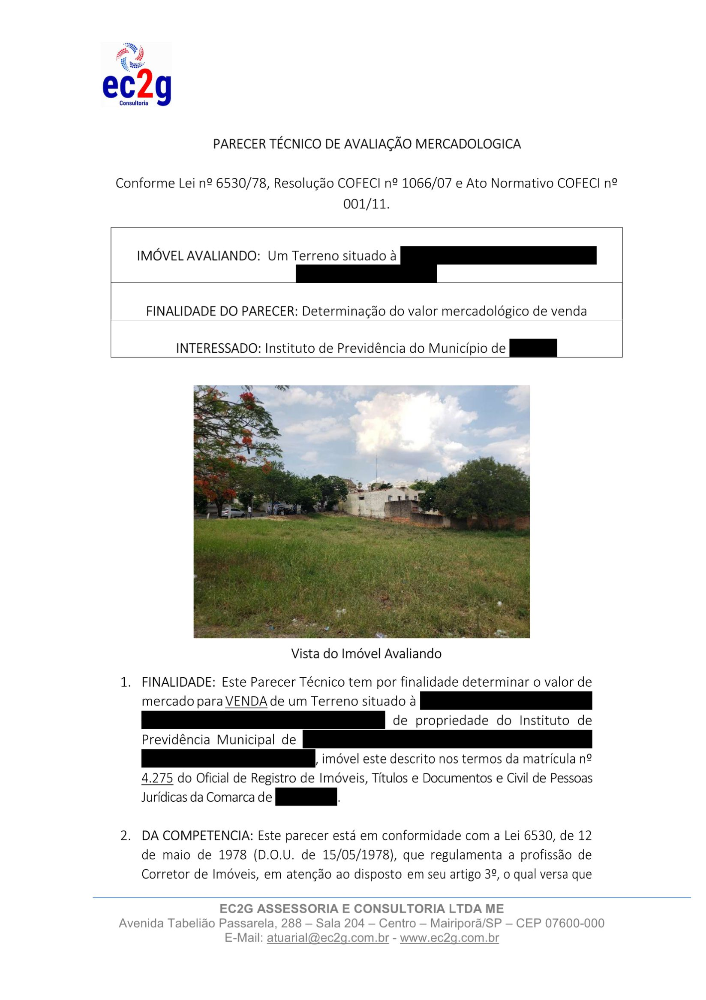 ec2g
Consultoria
PARECER TÉCNICO DE AVALIAÇÃO MERCADOLOGICA
Conforme Lei nº 6530/78, Resolução COFECI nº 1066/07 e Ato Normativo COFECI nº
001/11.
IMÓVEL AVALIANDO: Um Terreno situado à
FINALIDADE DO PARECER: Determinação do valor mercadológico de venda
INTERESSADO: Instituto de Previdência do Município de
Vista do Imóvel Avaliando
1. FINALIDADE: Este Parecer Técnico tem por finalidade determinar o valor de
mercado para VENDA de um Terreno situado à
de propriedade do Instituto de
Previdência Municipal de
, imóvel este descrito nos termos da matrícula nº
4.275 do Oficial de Registro de Imóveis, Títulos e Documentos e Civil de Pessoas
Jurídicas da Comarca de .
2. DA COMPETENCIA: Este parecer está em conformidade com a Lei 6530, de 12
de maio de 1978 (D.O.U. de 15/05/1978), que regulamenta a profissão de
Corretor de Imóveis, em atenção ao disposto em seu artigo 3º, o qual versa que
EC2G ASSESSORIA E CONSULTORIA LTDA ME
Avenida Tabelião Passarela, 288 – Sala 204 – Centro – Mairiporã/SP – CEP 07600-000
E-Mail: atuarial@ec2g.com.br - www.ec2g.com.br